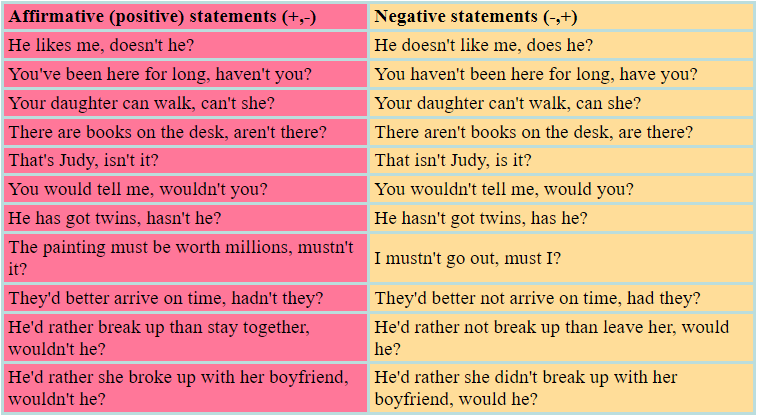 Affirmative (positive) statements (+,-)
Negative statements (-,+)
He likes me, doesn't he?
He doesn't like me, does he?
You've been here for long, haven't you?
You haven't been here for long, have you?
Your daughter can walk, can't she?
Your daughter can't walk, can she?
There are books on the desk, aren't there?
There aren't books on the desk, are there?
That's Judy, isn't it?
That isn't Judy, is it?
You would tell me, wouldn't you?
You wouldn't tell me, would you?
He has got twins, hasn't he?
He hasn't got twins, has he?
The painting must be worth millions, mustn't
it?
I mustn't go out, must I?
They'd better arrive on time, hadn't they?
They'd better not arrive on time, had they?
He'd rather break up than stay together,
wouldn't he?
He'd rather not break up than leave her, would
he?
He'd rather she broke up with her boyfriend,
wouldn't he?
He'd rather she didn't break up with her
boyfriend, would he?